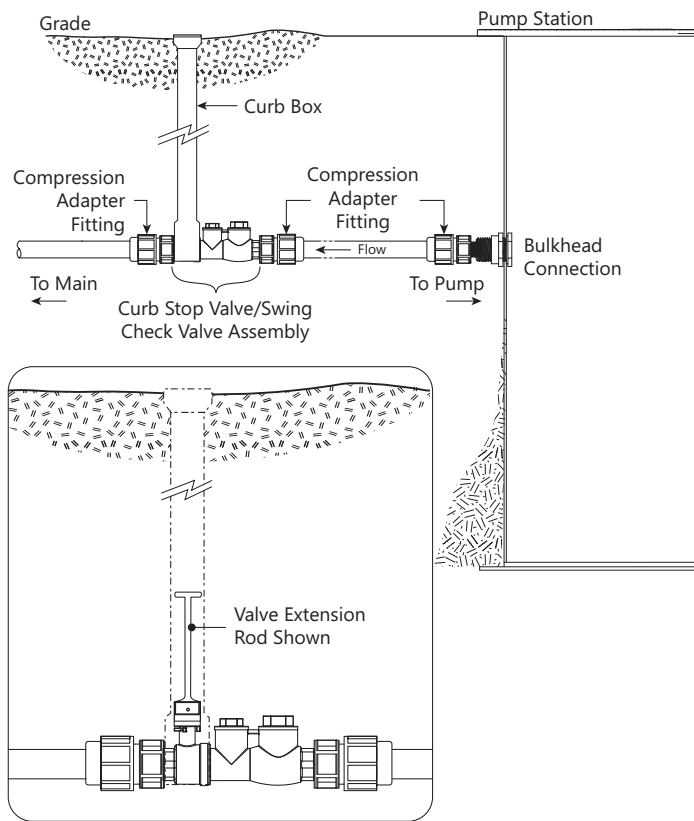 Grade
Pump Station
Curb Box
Compression
Adapter
Fitting
Compression
Adapter
Fitting
Flow
Bulkhead
Connection
To Main
To Pump
Curb Stop Valve/Swing
Check Valve Assembly
Valve Extension
Rod Shown